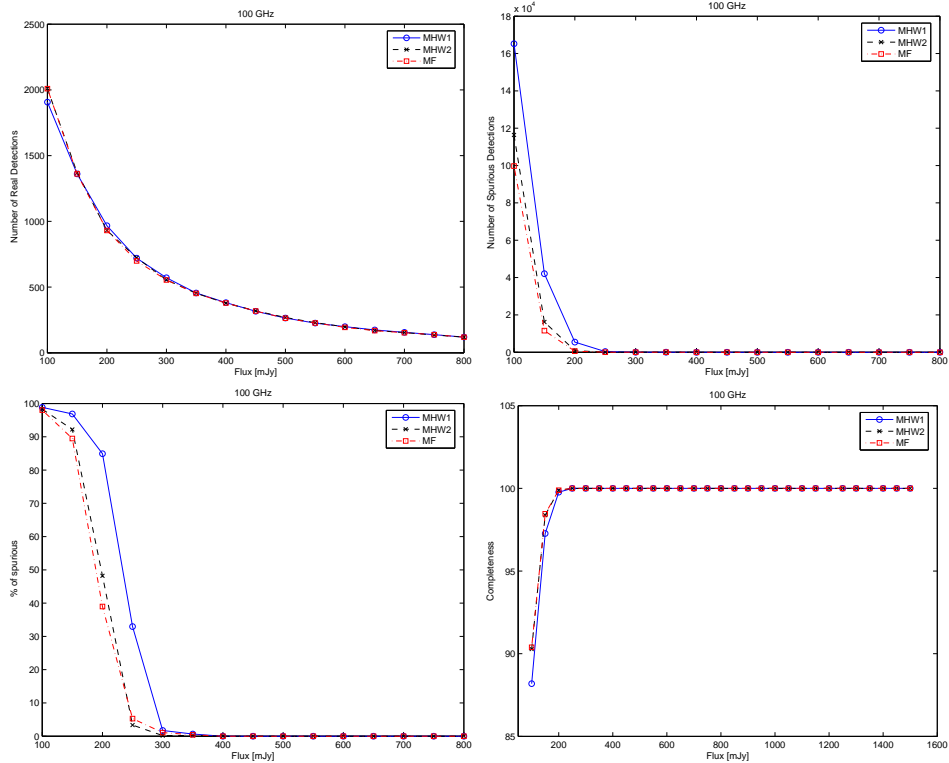 100 GHz
2500
2000
1500
1000
500
0
Number of Real Detections
100 200 300 400 500 600 700 800
Flux [mJy]
MHW1
MHW2
MF
100 GHz
x 10^4
18
16
14
12
10
8
6
4
2
0
Number of Spurious Detections
100 200 300 400 500 600 700 800
Flux [mJy]
MHW1
MHW2
MF
100 GHz
100
90
80
70
60
50
40
30
20
10
0
% of spurious
100 200 300 400 500 600 700 800
Flux [mJy]
MHW1
MHW2
MF
100 GHz
105
100
95
90
85
Completeness
200 400 600 800 1000 1200 1400 1600
Flux [mJy]
MHW1
MHW2
MF